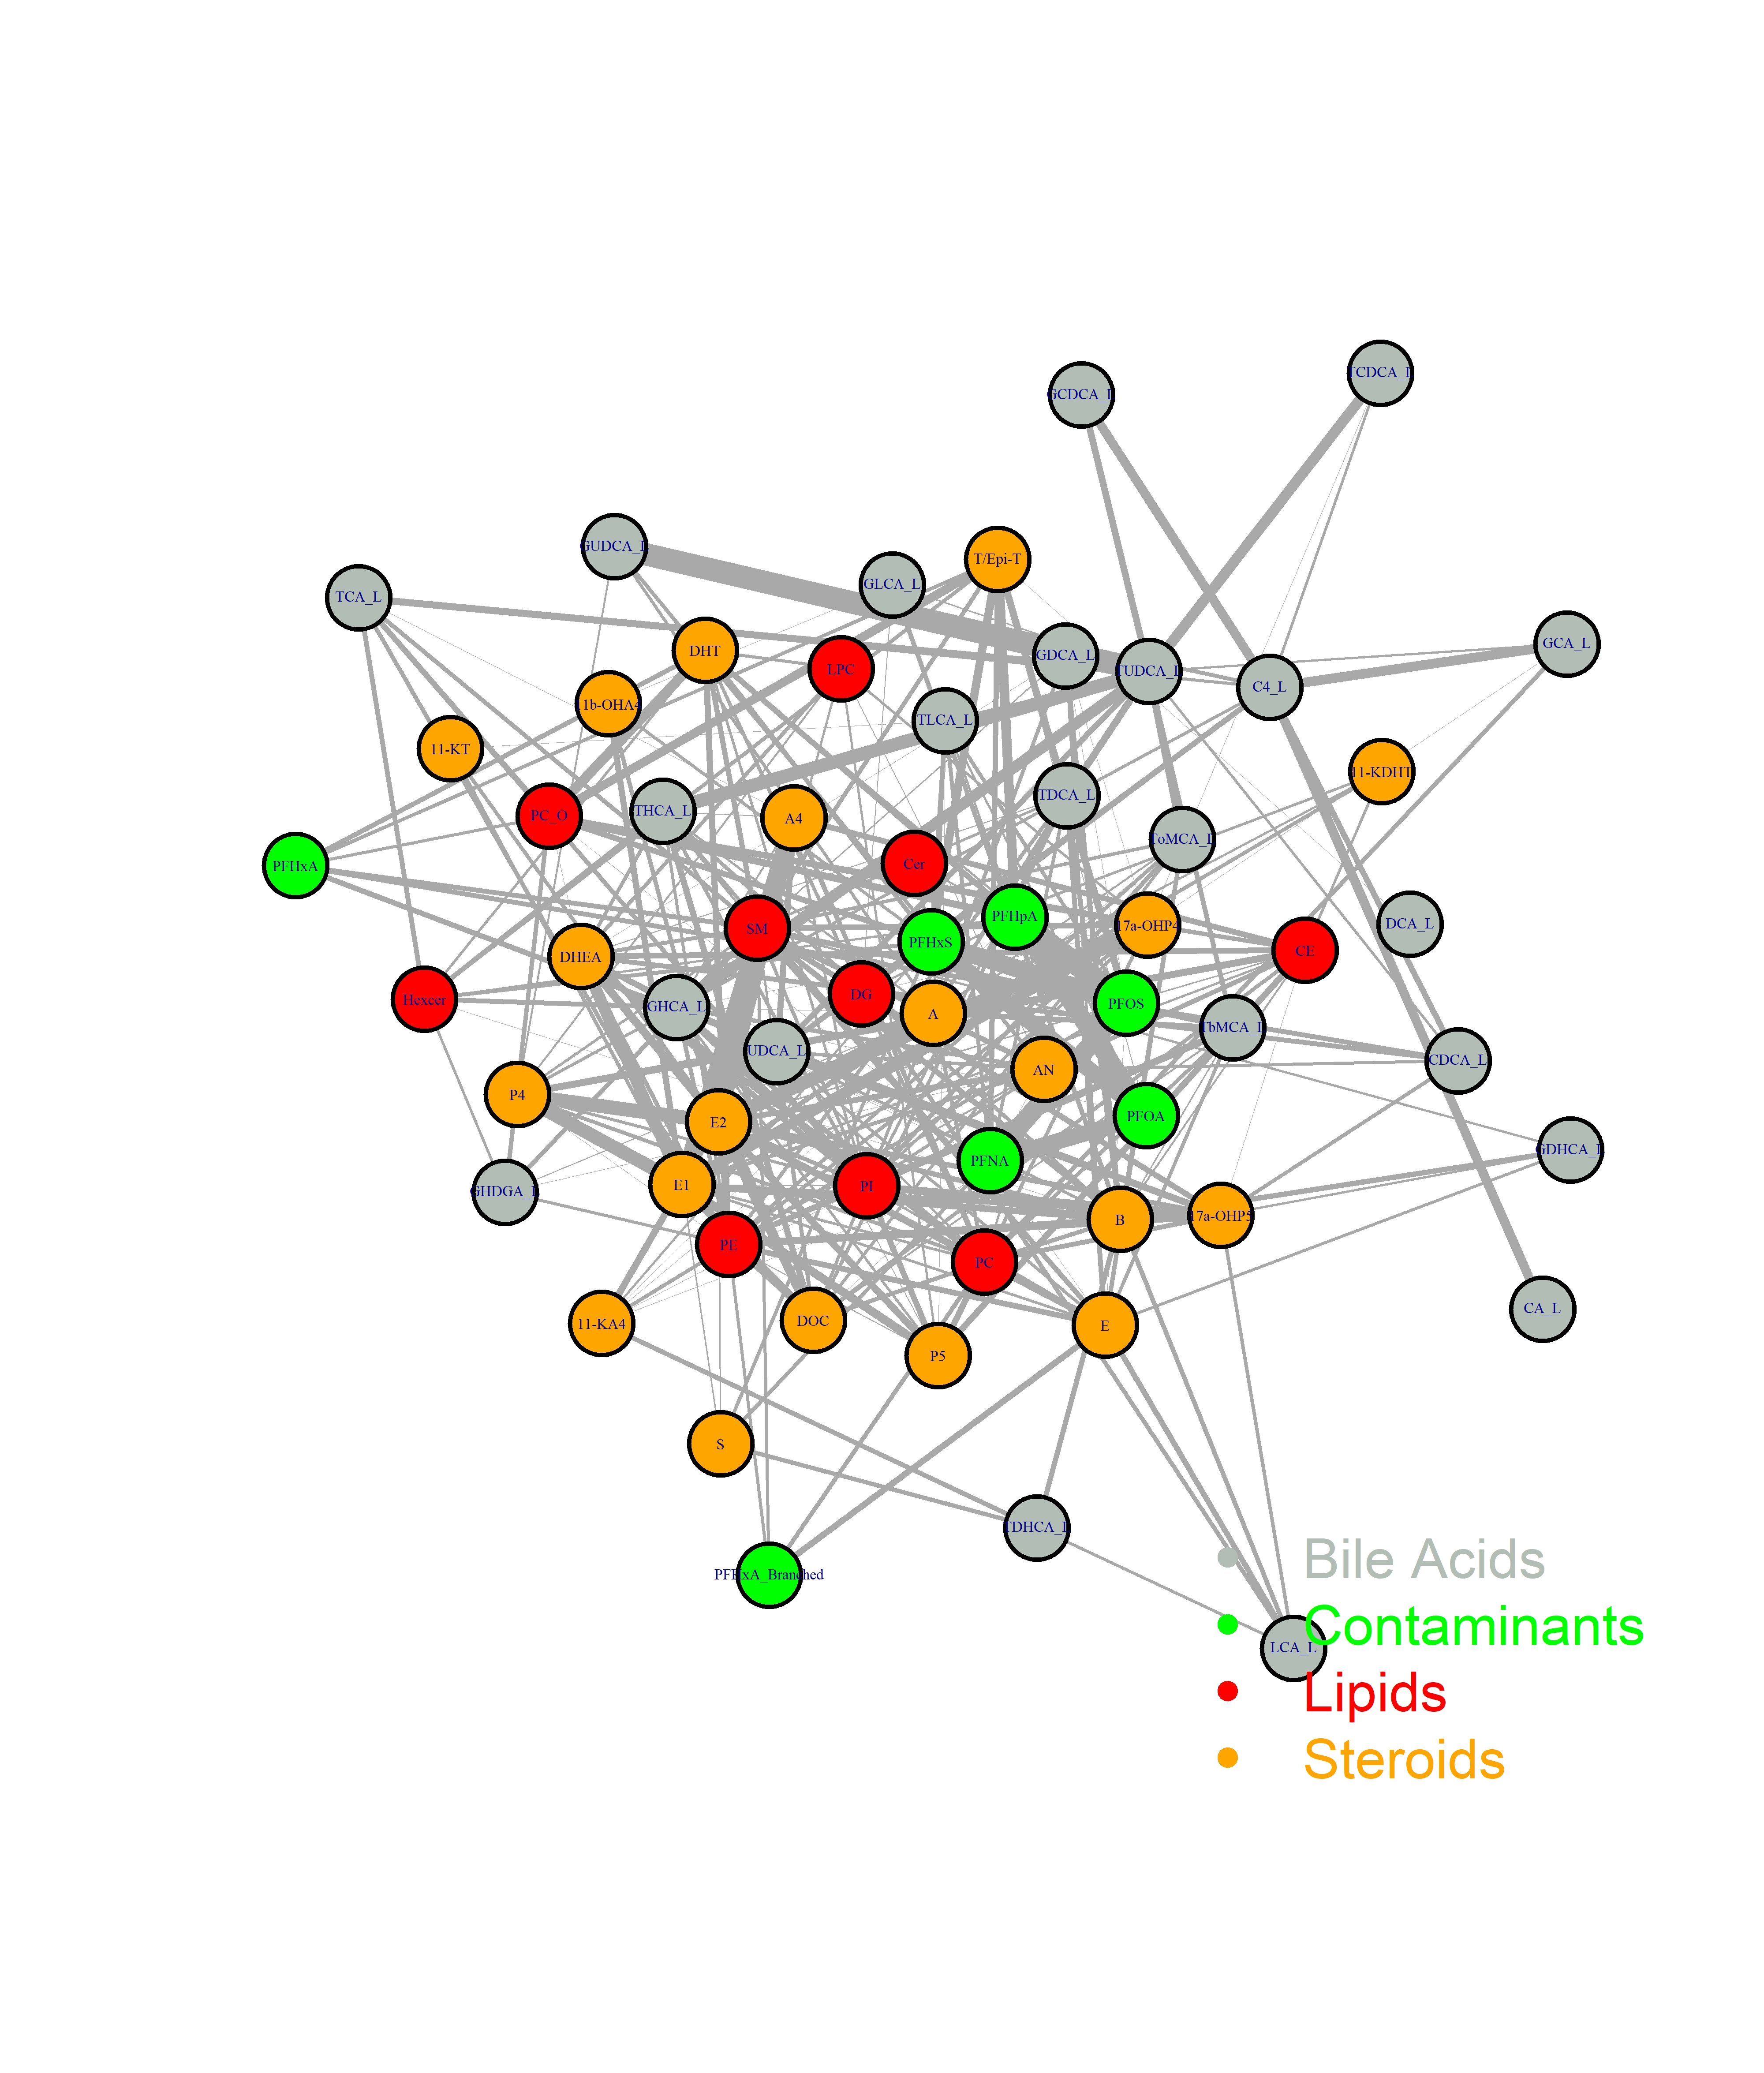 TCDCA_L
GCDCA_L
GUDCA_L
T/Epi-T
GLCA_L
TCA_L
GCA_L
DHT
GDCA_L
LPC
TUDCA_L
C4_L
1b-OHA4
TLCA_L
11-KT
11-KDHT
TDCA_L
THCA_L
PC_O
A4
ToMCA_L
PFHxA
Cer
PFHpA
DCA_L
17a-OHP4
SM
PFHxS
CE
DHEA
DG
Hexcer
PFOS
GHCA_L
A
TbMCA_L
UDCA_L
CDCA_L
AN
P4
PFOA
E2
GDHCA_L
PFNA
E1
PI
GHDGA_L
17a-OHP5
B
PE
PC
CA_L
DOC
11-KA4
E
P5
S
TDHCA_L
Bile Acids
PFHxA_Branched
Contaminants
LCA_L
Lipids
Steroids